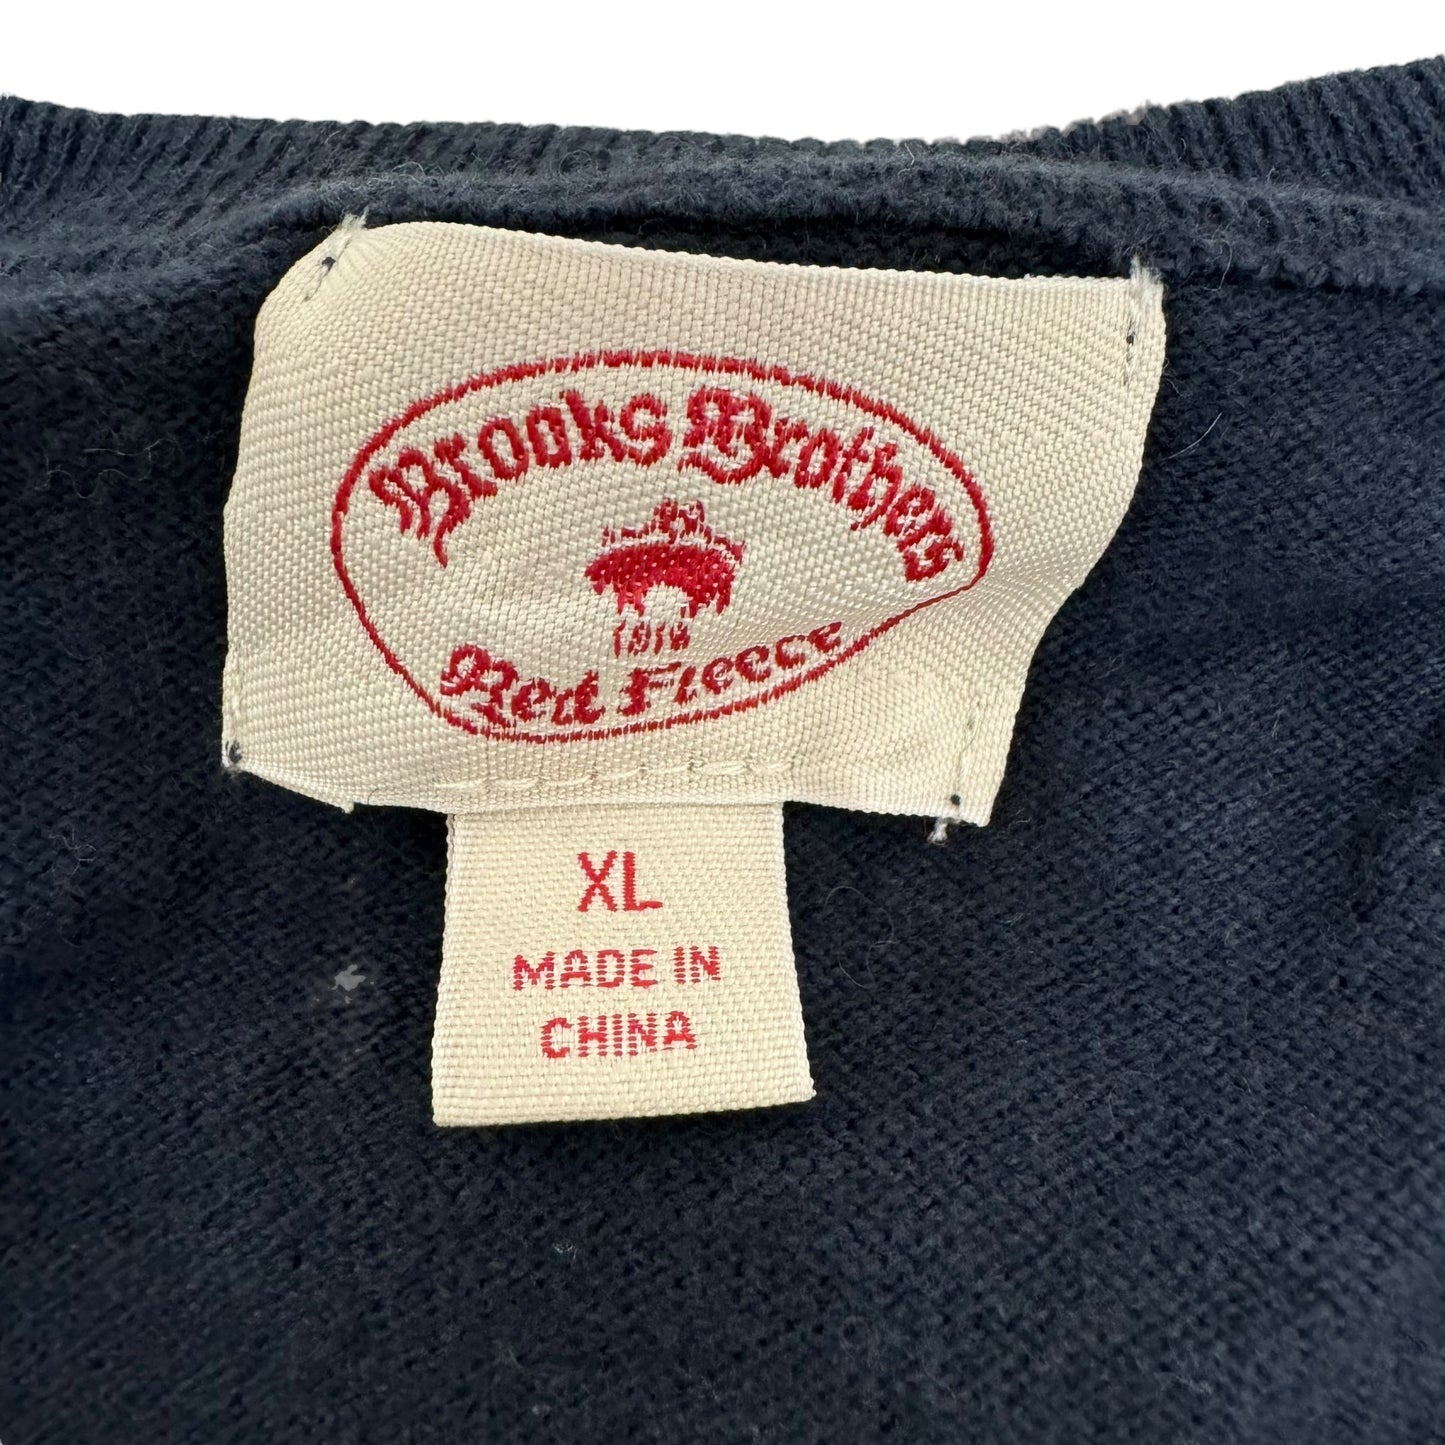 Brooks Brothers
1818
Red Fleece
XL
MADE IN
CHINA